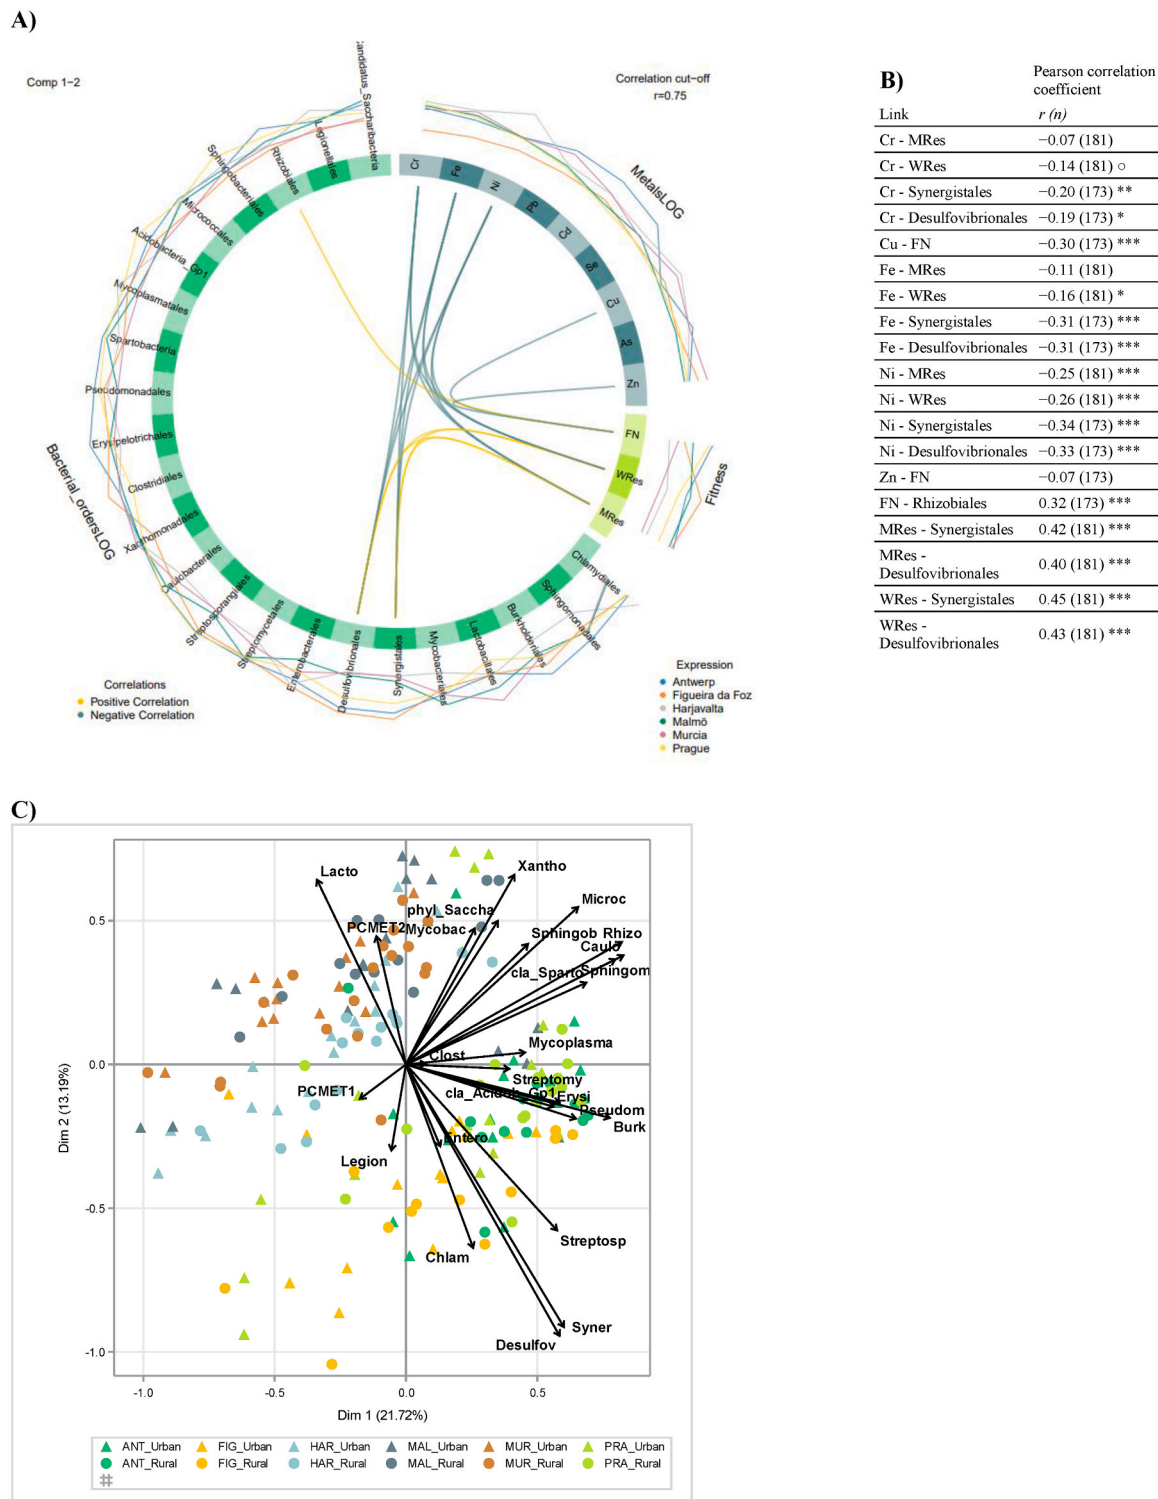 A)
Comp 1-2
Correlation cut-off
r=0.75
andidatus_Saccharibacteria
Legionellales
Rhizobiales
Sphingobacteriales
Micrococcales
Acidobacteria_Gp1
Mycoplasmatales
Spartobacteria
Pseudomonadales
Erysipelotrichales
Clostridiales
Xanthomonadales
Caulobacterales
Streptosporangiales
Streptomycetales
Enterobacterales
Desulfovibrionales
Synergistales
Mycobacteriales
Lactobacillales
Burkholderiales
Sphingomonadales
Chlamydiales
Cr
Fe
Ni
Pb
Cd
Se
Cu
As
Zn
FN
WRes
MRes
MetalsLOG
Fitness
Bacterial_ordersLOG
Correlations
Positive Correlation
Negative Correlation
Expression
Antwerp
Figueira da Foz
Harjavalta
Malmö
Murcia
Prague
B)
Pearson correlation
coefficient
Link r (n)
Cr - MRes −0.07 (181)
Cr - WRes −0.14 (181) ○
Cr - Synergistales −0.20 (173) **
Cr - Desulfovibrionales −0.19 (173) *
Cu - FN −0.30 (173) ***
Fe - MRes −0.11 (181)
Fe - WRes −0.16 (181) *
Fe - Synergistales −0.31 (173) ***
Fe - Desulfovibrionales −0.31 (173) ***
Ni - MRes −0.25 (181) ***
Ni - WRes −0.26 (181) ***
Ni - Synergistales −0.34 (173) ***
Ni - Desulfovibrionales −0.33 (173) ***
Zn - FN −0.07 (173)
FN - Rhizobiales 0.32 (173) ***
MRes - Synergistales 0.42 (181) ***
MRes -
Desulfovibrionales 0.40 (181) ***
WRes - Synergistales 0.45 (181) ***
WRes -
Desulfovibrionales 0.43 (181) ***
C)
Lacto
Xantho
Microc
phyl_Saccha
PCMET2
Mycobac
Sphingob
Rhizo
Caulo
cla_Sparto
Sphingom
Mycoplasma
Clost
Streptomy
PCMET1
cla_Acidob_Gp1
Erysi
Pseudom
Burk
Entero
Legion
Streptosp
Chlam
Syner
Desulfov
0.5
0.0
-0.5
-1.0
Dim 2 (13.19%)
-1.0 -0.5 0.0 0.5
Dim 1 (21.72%)
ANT_Urban FIG_Urban HAR_Urban MAL_Urban MUR_Urban PRA_Urban
ANT_Rural FIG_Rural HAR_Rural MAL_Rural MUR_Rural PRA_Rural